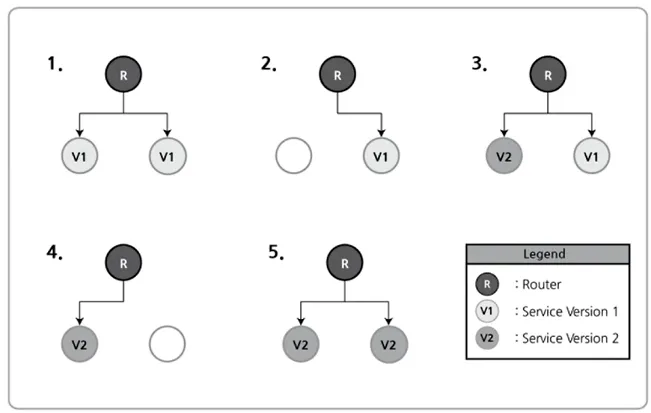 1.
R
V1 V1
2.
R
V1
3.
R
V2 V1
4.
R
V2
5.
R
V2 V2
Legend
R : Router
V1 : Service Version 1
V2 : Service Version 2